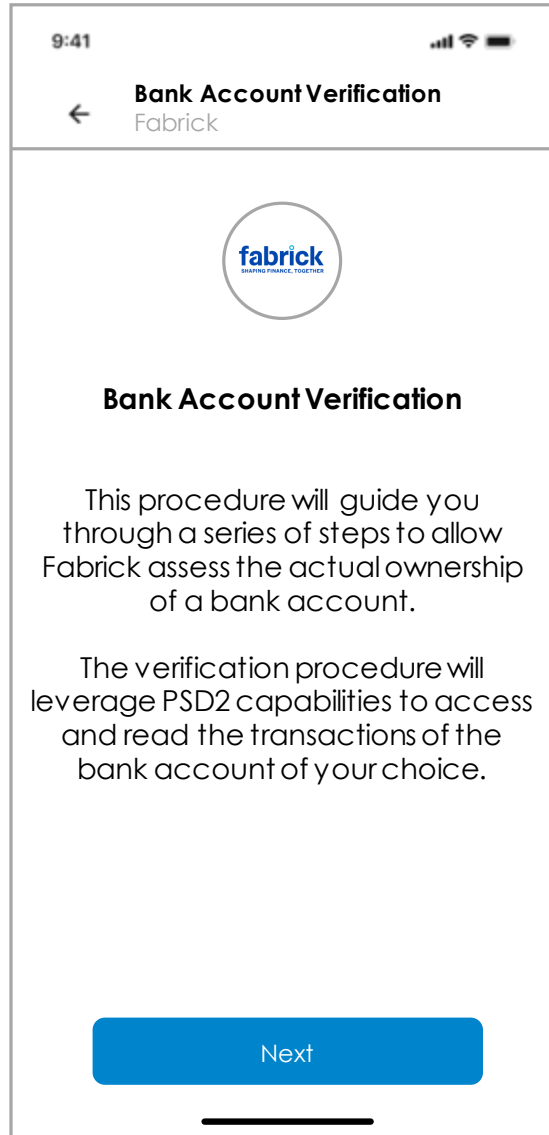 9:41
Bank Account Verification
Fabrick
fabrick
SHAPING FINANCE, TOGETHER
Bank Account Verification
This procedure will guide you
through a series of steps to allow
Fabrick assess the actual ownership
of a bank account.
The verification procedure will
leverage PSD2 capabilities to access
and read the transactions of the
bank account of your choice.
Next